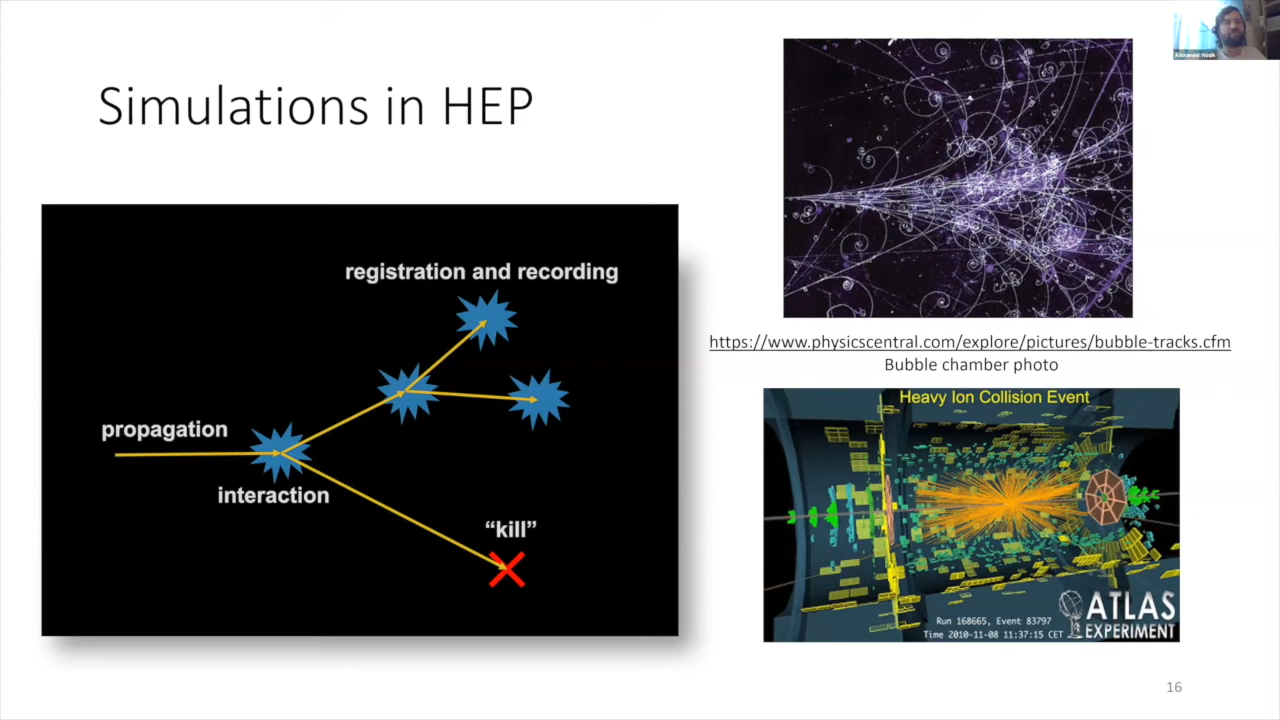 Simulations in HEP
registration and recording
propagation
interaction
“kill”
Alexander Nozik
https://www.physicscentral.com/explore/pictures/bubble-tracks.cfm
Bubble chamber photo
Heavy Ion Collision Event
Run 168665, Event 83797
Time 2010-11-08 11:37:15 CET
ATLAS
EXPERIMENT
16